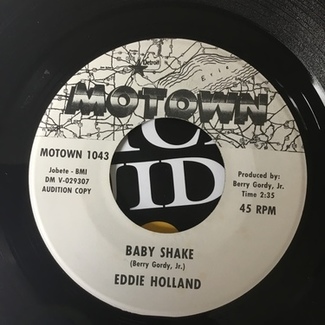 Detroit
Erie
MOTOWN
MOTOWN 1043
Jobete - BMI
DM V-029307
AUDITION COPY
Produced by:
Berry Gordy, Jr.
Time 2:35
45 RPM
BABY SHAKE
(Berry Gordy, Jr.)
EDDIE HOLLAND